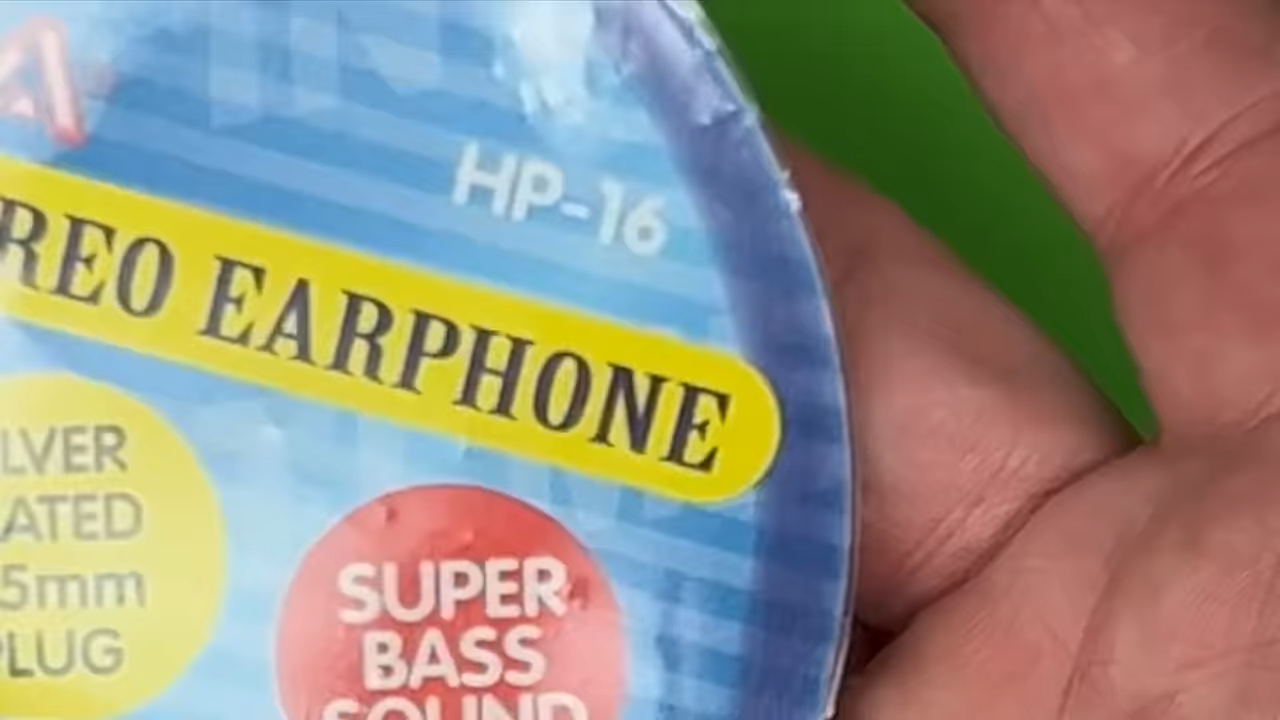 A
HP-16
REO EARPHONE
LVER
ATED
5mm
PLUG
SUPER
BASS
SOUND